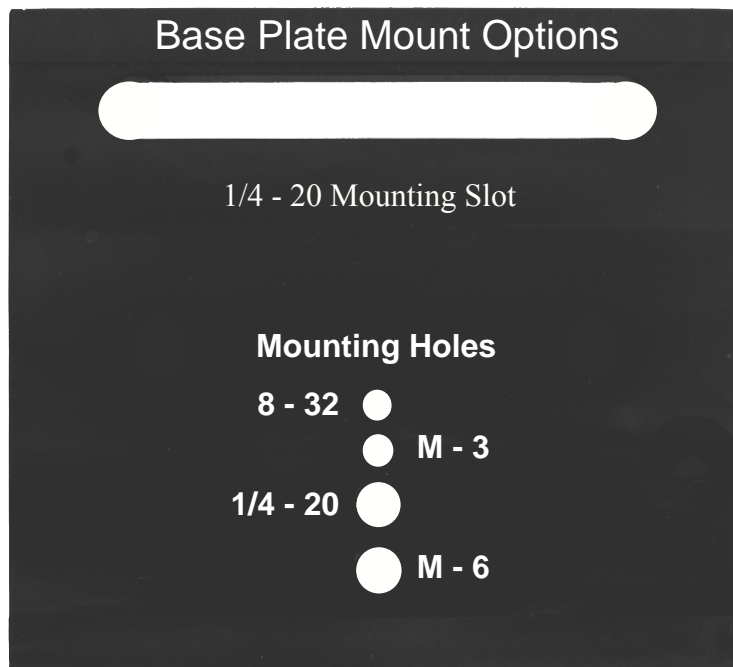 Base Plate Mount Options
1/4 - 20 Mounting Slot
Mounting Holes
8 - 32
M - 3
1/4 - 20
M - 6